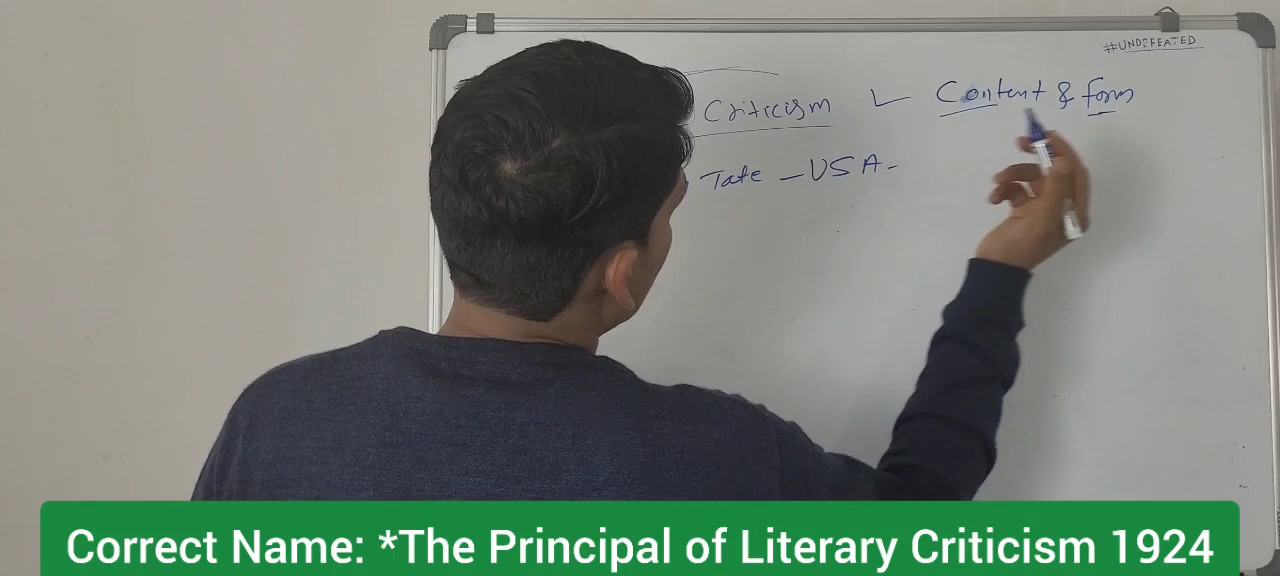 #UNDEFEATED
Criticism Content & form
Tate - USA -
Correct Name: *The Principal of Literary Criticism 1924